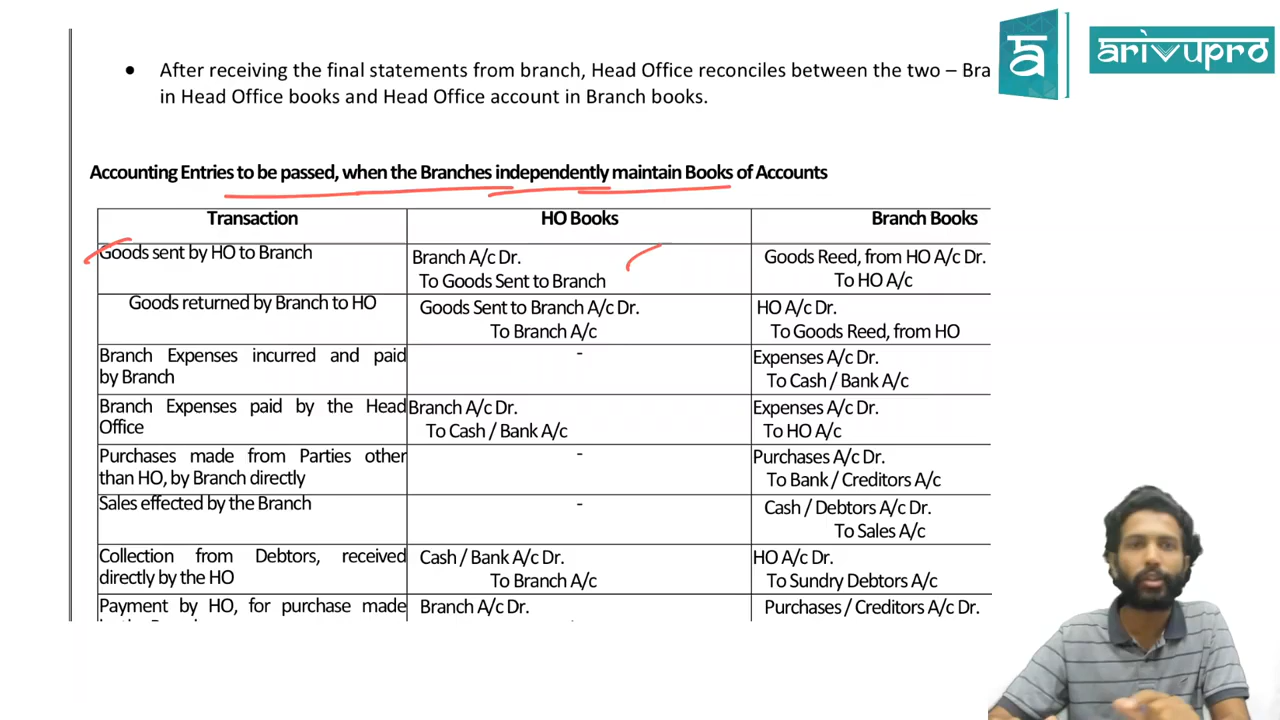 ā
arivupro
• After receiving the final statements from branch, Head Office reconciles between the two – Bra
in Head Office books and Head Office account in Branch books.
Accounting Entries to be passed, when the Branches independently maintain Books of Accounts
Transaction HO Books Branch Books
Goods sent by HO to Branch
Branch A/c Dr.
To Goods Sent to Branch
Goods Reed, from HO A/c Dr.
To HO A/c
Goods returned by Branch to HO
Goods Sent to Branch A/c Dr.
To Branch A/c
HO A/c Dr.
To Goods Reed, from HO
Branch Expenses incurred and paid
by Branch
-
Expenses A/c Dr.
To Cash / Bank A/c
Branch Expenses paid by the Head
Office
Branch A/c Dr.
To Cash / Bank A/c
Expenses A/c Dr.
To HO A/c
Purchases made from Parties other
than HO, by Branch directly
-
Purchases A/c Dr.
To Bank / Creditors A/c
Sales effected by the Branch
-
Cash / Debtors A/c Dr.
To Sales A/c
Collection from Debtors, received
directly by the HO
Cash / Bank A/c Dr.
To Branch A/c
HO A/c Dr.
To Sundry Debtors A/c
Payment by HO, for purchase made
Branch A/c Dr.
Purchases / Creditors A/c Dr.